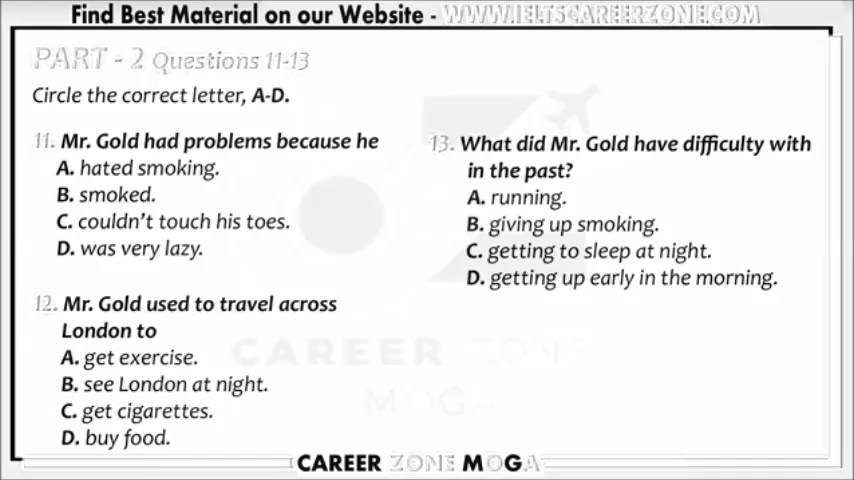 Find Best Material on our Website - WWW.IELTSCAREERZONE.COM
PART - 2 Questions 11-13
Circle the correct letter, A-D.
11. Mr. Gold had problems because he
A. hated smoking.
B. smoked.
C. couldn't touch his toes.
D. was very lazy.
12. Mr. Gold used to travel across
London to
A. get exercise.
B. see London at night.
C. get cigarettes.
D. buy food.
13. What did Mr. Gold have difficulty with
in the past?
A. running.
B. giving up smoking.
C. getting to sleep at night.
D. getting up early in the morning.
CAREER ZONE
MOGA
CAREER ZONE MOGA